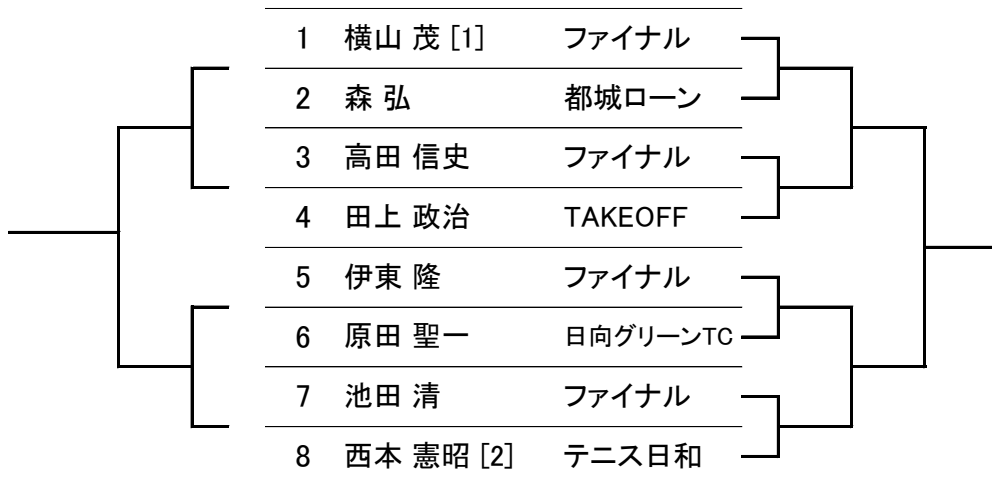 1 横山 茂 [1] ファイナル
2 森 弘 都城ローン
3 高田 信史 ファイナル
4 田上 政治 TAKEOFF
5 伊東 隆 ファイナル
6 原田 聖一 日向グリーンTC
7 池田 清 ファイナル
8 西本 憲昭 [2] テニス日和